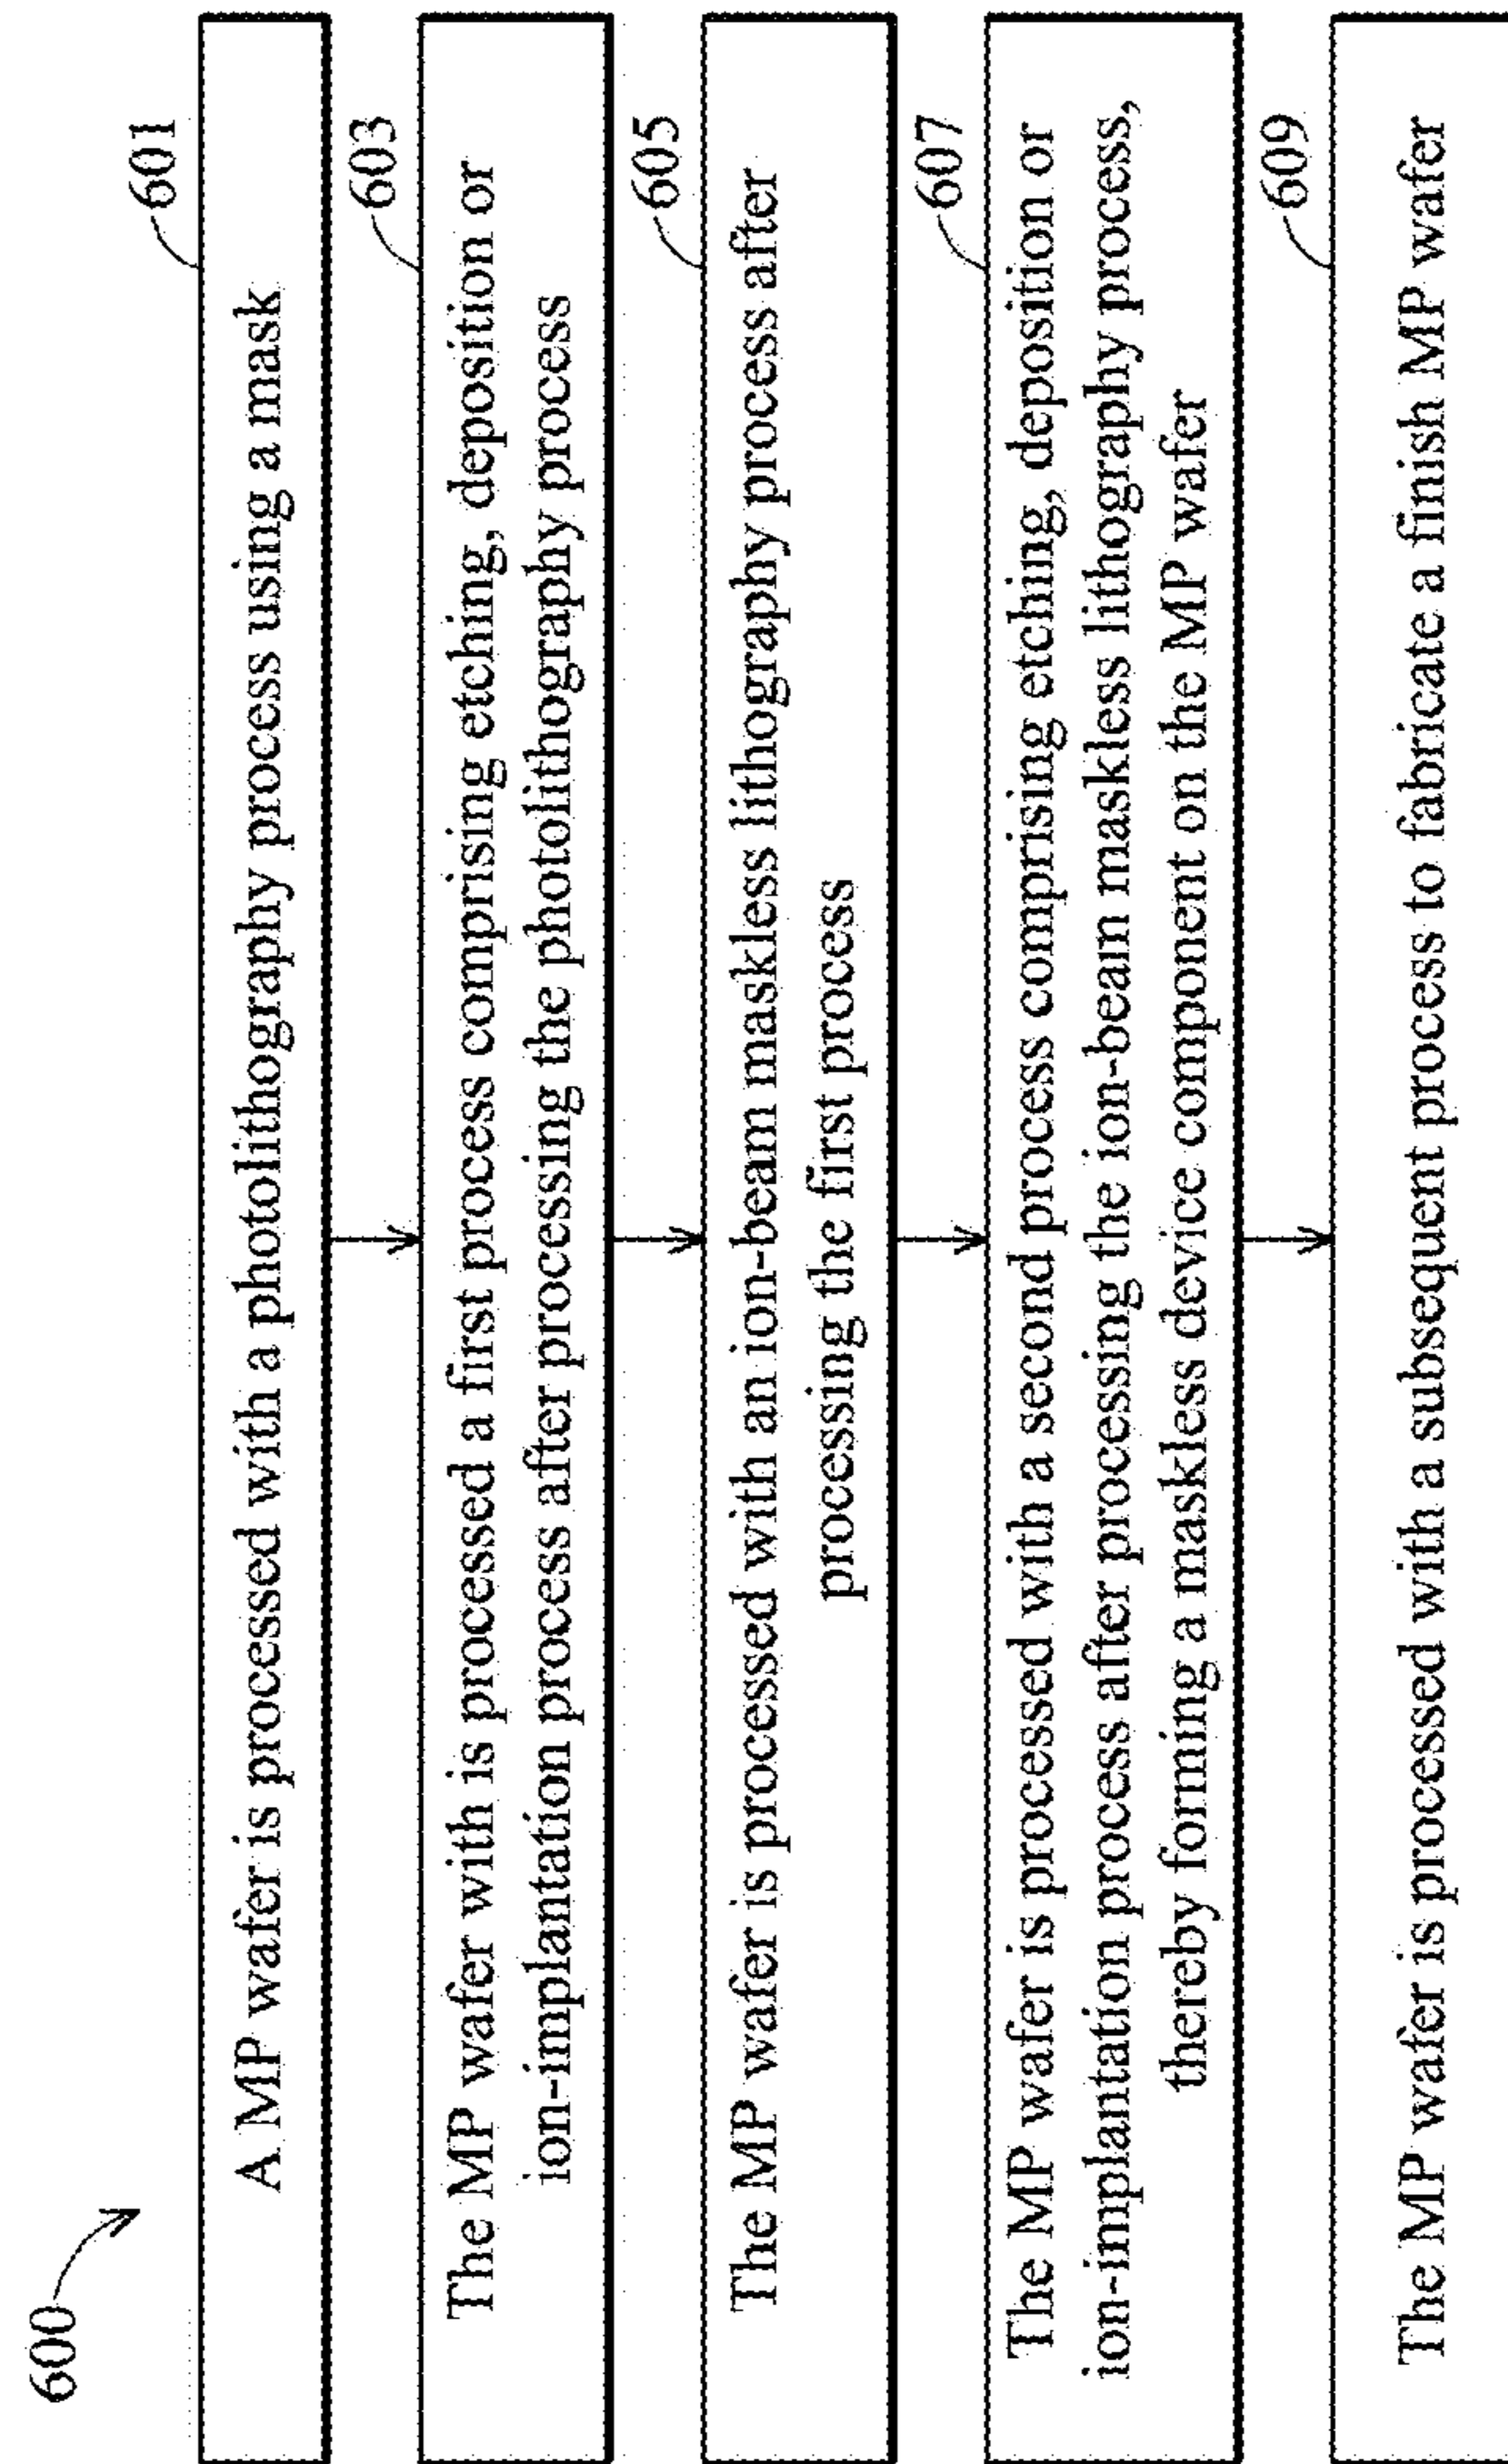 600
601
A MP wafer is processed with a photolithography process using a mask
603
The MP wafer with is processed a first process comprising etching, deposition or
ion-implantation process after processing the photolithography process
605
The MP wafer is processed with an ion-beam maskless lithography process after
processing the first process
607
The MP wafer is processed with a second process comprising etching, deposition or
ion-implantation process after processing the ion-beam maskless lithography process,
thereby forming a maskless device component on the MP wafer
609
The MP wafer is processed with a subsequent process to fabricate a finish MP wafer